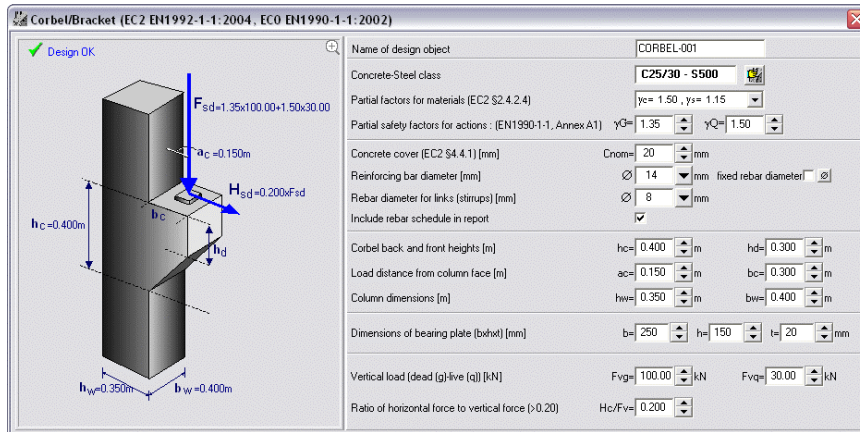 Corbel/Bracket (EC2 EN1992-1-1:2004, EC0 EN1990-1-1:2002)
Design OK
Fsd=1.35x100.00+1.50x30.00
ac=0.150m
Hsd=0.200xFsd
bc
hc=0.400m
hd
hw=0.350m
bw=0.400m
Name of design object CORBEL-001
Concrete-Steel class C25/30 - S500
Partial factors for materials (EC2 §2.4.2.4) γc= 1.50 , γs= 1.15
Partial safety factors for actions : (EN1990-1-1, Annex A1) γG= 1.35 γQ= 1.50
Concrete cover (EC2 §4.4.1) [mm] Cnom= 20 mm
Reinforcing bar diameter [mm] Ø 14 mm fixed rebar diameter Ø
Rebar diameter for links (stirrups) [mm] Ø 8 mm
Include rebar schedule in report
Corbel back and front heights [m] hc= 0.400 m hd= 0.300 m
Load distance from column face [m] ac= 0.150 m bc= 0.300 m
Column dimensions [m] hw= 0.350 m bw= 0.400 m
Dimensions of bearing plate (bxhxt) [mm] b= 250 h= 150 t= 20 mm
Vertical load (dead (g)-live (q)) [kN] Fvg= 100.00 kN Fvq= 30.00 kN
Ratio of horizontal force to vertical force (>0.20) Hc/Fv= 0.200